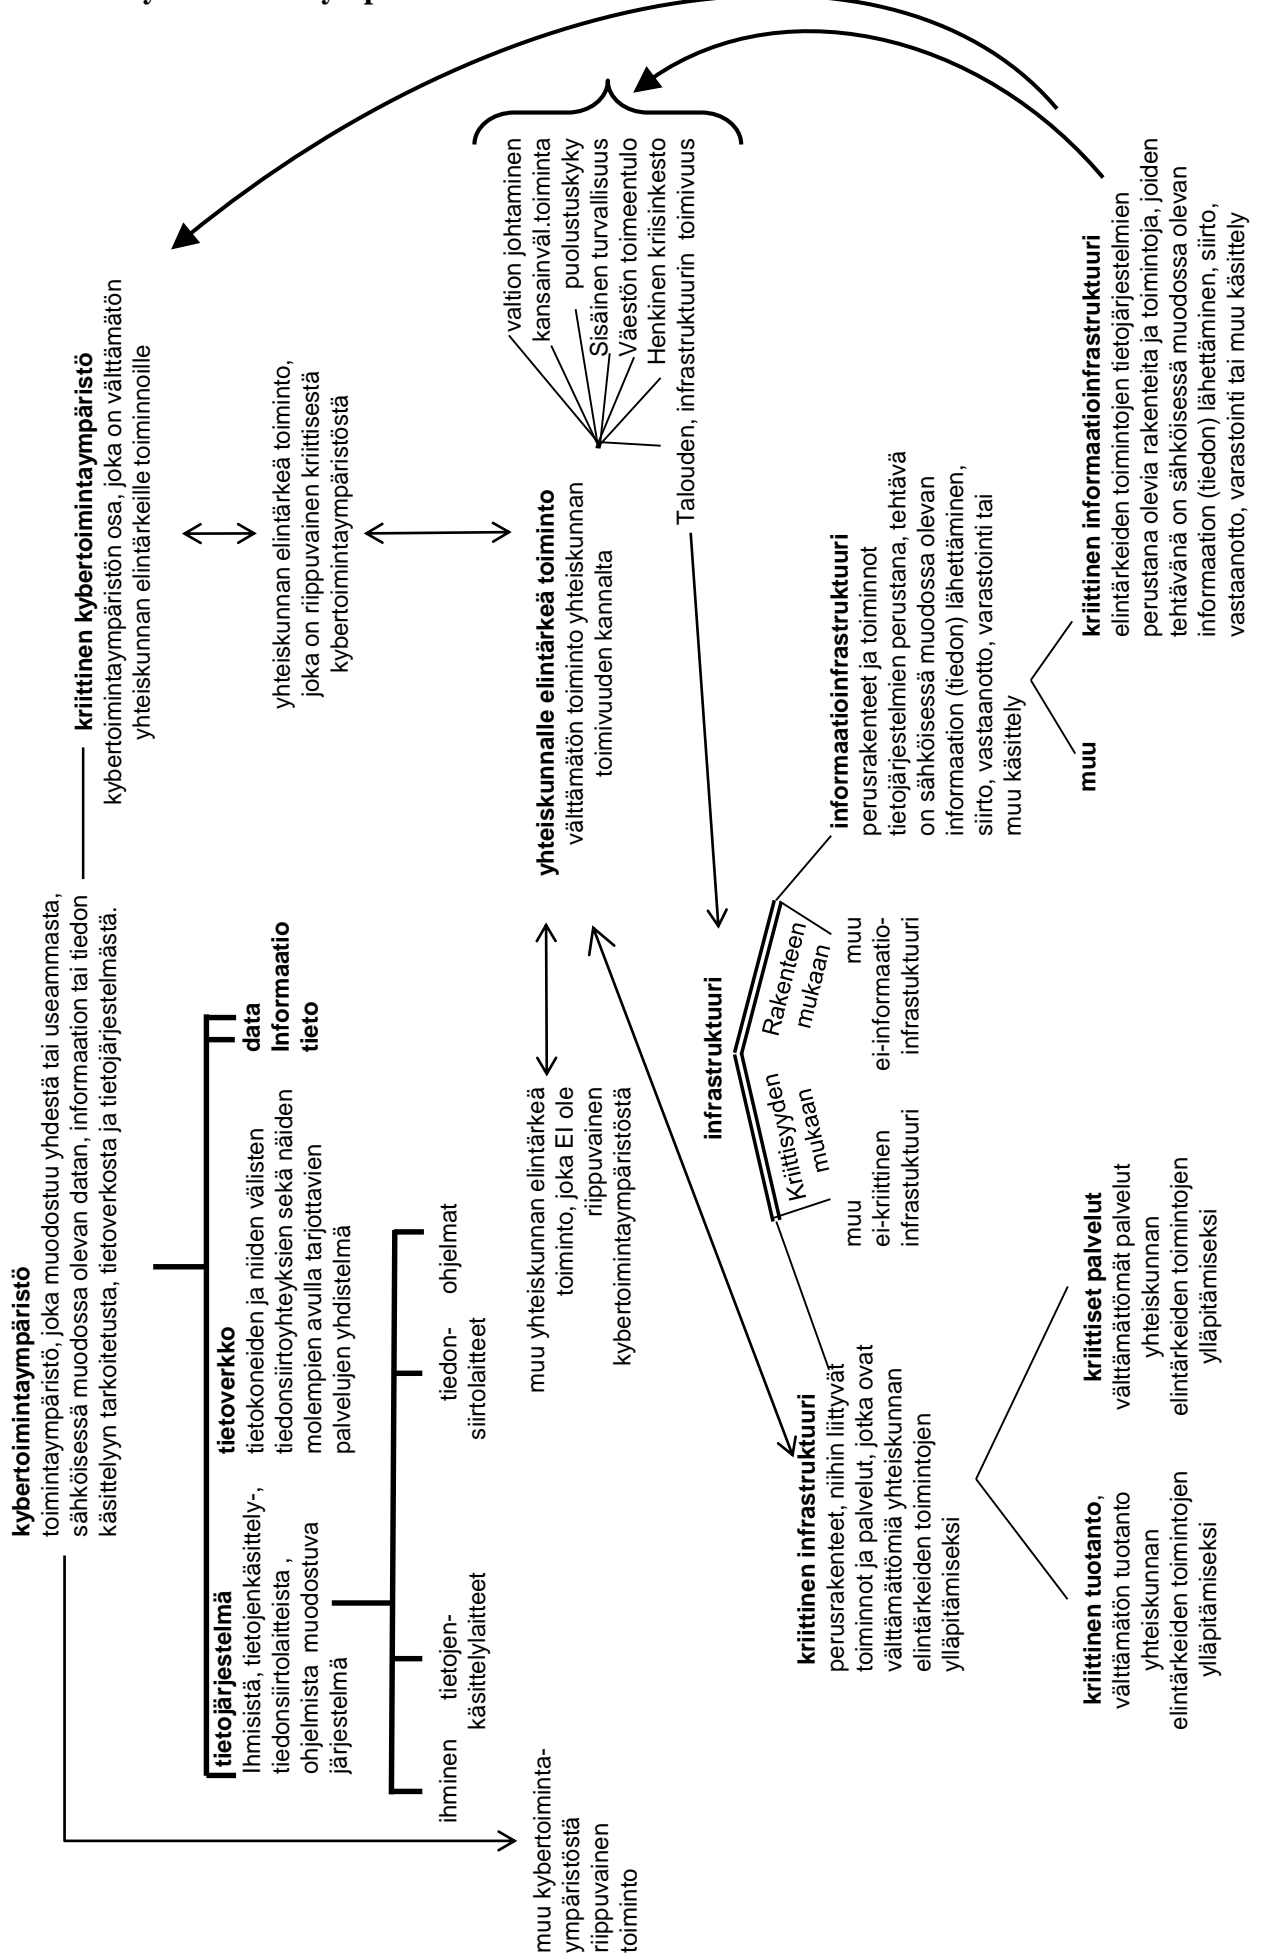 kybertoimintaympäristö
toimintaympäristö, joka muodostuu yhdestä tai useammasta,
sähköisessä muodossa olevan datan, informaation tai tiedon
käsittelyyn tarkoitetusta, tietoverkosta ja tietojärjestelmästä.
kriittinen kybertoimintaympäristö
kybertoimintaympäristön osa, joka on välttämätön
yhteiskunnan elintärkeille toiminnoille
tietojärjestelmä
Ihmisistä, tietojenkäsittely-,
tiedonsiirtolaitteista ,
ohjelmista muodostuva
järjestelmä
tietoverkko
tietokoneiden ja niiden välisten
tiedonsiirtoyhteyksien sekä näiden
molempien avulla tarjottavien
palvelujen yhdistelmä
data
Informaatio
tieto
yhteiskunnan elintärkeä toiminto,
joka on riippuvainen kriittisestä
kybertoimintaympäristöstä
ihminen
tietojen-
käsittelylaitteet
tiedon-
siirtolaitteet
ohjelmat
muu kybertoiminta-
ympäristöstä
riippuvainen
toiminto
muu yhteiskunnan elintärkeä
toiminto, joka EI ole
riippuvainen
kybertoimintaympäristöstä
yhteiskunnalle elintärkeä toiminto
välttämätön toiminto yhteiskunnan
toimivuuden kannalta
valtion johtaminen
kansainväl.toiminta
puolustuskyky
Sisäinen turvallisuus
Väestön toimeentulo
Henkinen kriisinkesto
Talouden, infrastruktuurin toimivuus
infrastruktuuri
Kriittisyyden
mukaan
Rakenteen
mukaan
kriittinen infrastruktuuri
perusrakenteet, niihin liittyvät
toiminnot ja palvelut, jotka ovat
välttämättömiä yhteiskunnan
elintärkeiden toimintojen
ylläpitämiseksi
muu
ei-kriittinen
infrastuktuuri
muu
ei-informaatio-
infrastuktuuri
informaatioinfrastruktuuri
perusrakenteet ja toiminnot
tietojärjestelmien perustana, tehtävä
on sähköisessä muodossa olevan
informaation (tiedon) lähettäminen,
siirto, vastaanotto, varastointi tai
muu käsittely
kriittinen tuotanto,
välttämätön tuotanto
yhteiskunnan
elintärkeiden toimintojen
ylläpitämiseksi
kriittiset palvelut
välttämättömät palvelut
yhteiskunnan
elintärkeiden toimintojen
ylläpitämiseksi
muu
kriittinen informaatioinfrastruktuuri
elintärkeiden toimintojen tietojärjestelmien
perustana olevia rakenteita ja toimintoja, joiden
tehtävänä on sähköisessä muodossa olevan
informaation (tiedon) lähettäminen, siirto,
vastaanotto, varastointi tai muu käsittely